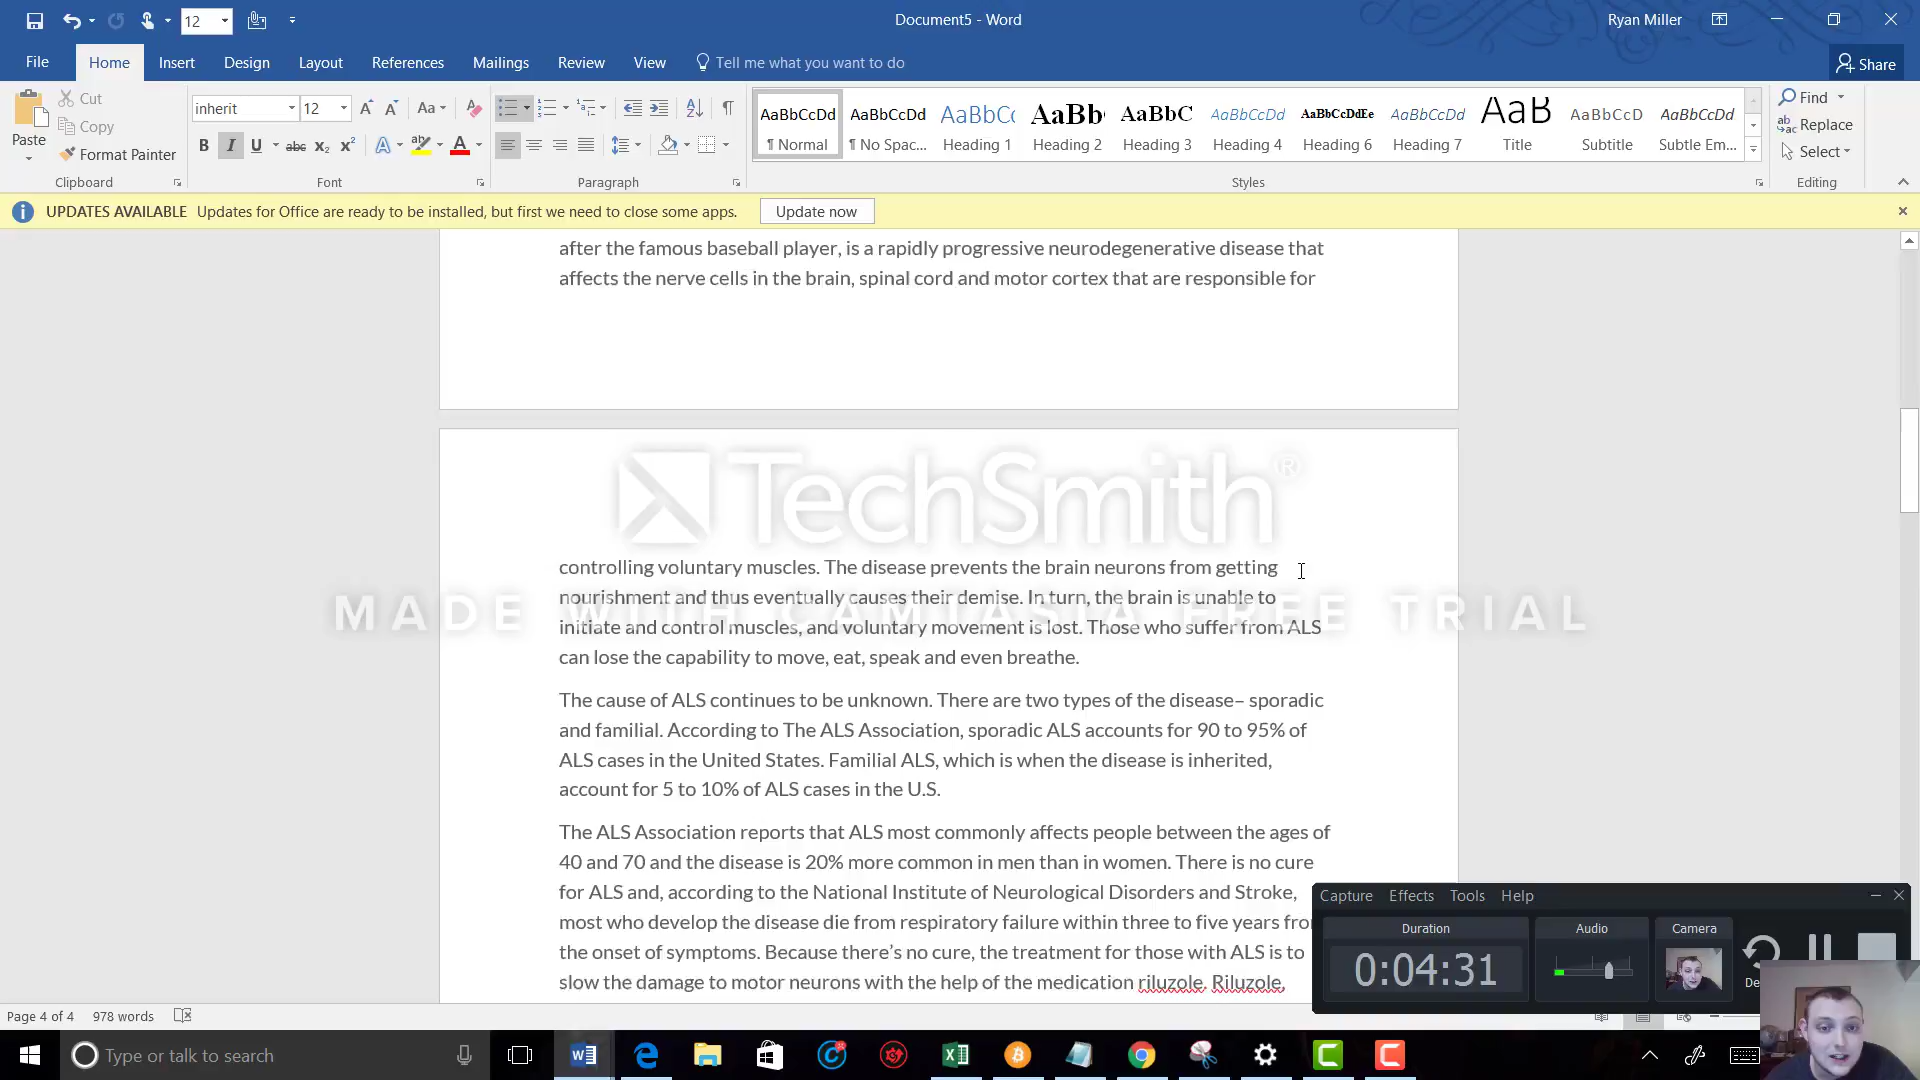 12
Document5 - Word
Ryan Miller
File
Home
Insert
Design
Layout
References
Mailings
Review
View
Tell me what you want to do
Share
Paste
Cut
Copy
Format Painter
Clipboard
inherit
12
Font
Paragraph
AaBbCcDd
¶ Normal
AaBbCcDd
¶ No Spac...
AaBbCc
Heading 1
AaBb
Heading 2
AaBbC
Heading 3
AaBbCcDd
Heading 4
AaBbCcDdEe
Heading 6
AaBbCcDd
Heading 7
AaB
Title
AaBbCcD
Subtitle
AaBbCcDd
Subtle Em...
Styles
Find
Replace
Select
Editing
UPDATES AVAILABLE Updates for Office are ready to be installed, but first we need to close some apps.
Update now
after the famous baseball player, is a rapidly progressive neurodegenerative disease that
affects the nerve cells in the brain, spinal cord and motor cortex that are responsible for
TechSmith®
controlling voluntary muscles. The disease prevents the brain neurons from getting
nourishment and thus eventually causes their demise. In turn, the brain is unable to
MADE WITH CAMTASIA FREE TRIAL
initiate and control muscles, and voluntary movement is lost. Those who suffer from ALS
can lose the capability to move, eat, speak and even breathe.
The cause of ALS continues to be unknown. There are two types of the disease– sporadic
and familial. According to The ALS Association, sporadic ALS accounts for 90 to 95% of
ALS cases in the United States. Familial ALS, which is when the disease is inherited,
account for 5 to 10% of ALS cases in the U.S.
The ALS Association reports that ALS most commonly affects people between the ages of
40 and 70 and the disease is 20% more common in men than in women. There is no cure
for ALS and, according to the National Institute of Neurological Disorders and Stroke,
most who develop the disease die from respiratory failure within three to five years from
the onset of symptoms. Because there’s no cure, the treatment for those with ALS is to
slow the damage to motor neurons with the help of the medication riluzole. Riluzole,
Capture
Effects
Tools
Help
Duration
0:04:31
Audio
Camera
Page 4 of 4
978 words
Type or talk to search